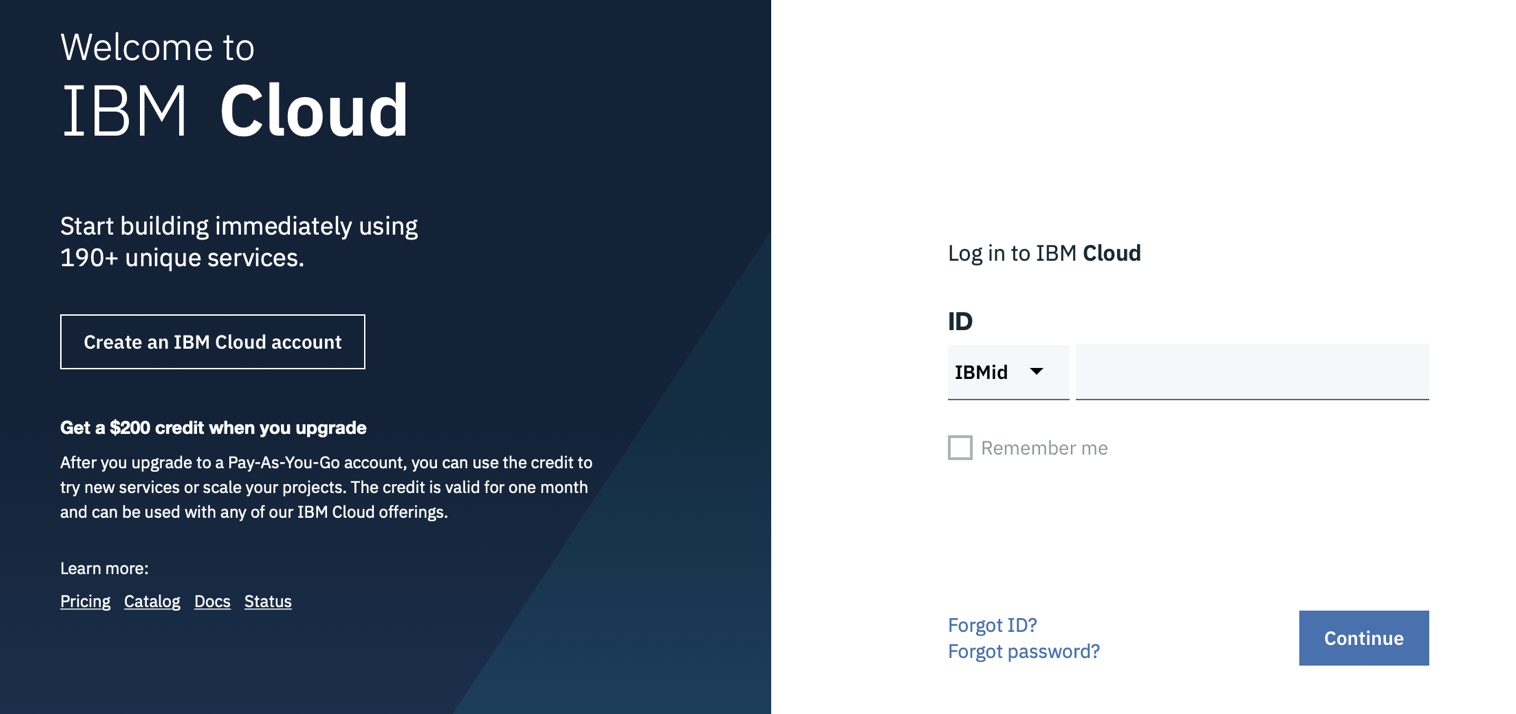 Welcome to
IBM Cloud
Start building immediately using
190+ unique services.
Create an IBM Cloud account
Get a $200 credit when you upgrade
After you upgrade to a Pay-As-You-Go account, you can use the credit to
try new services or scale your projects. The credit is valid for one month
and can be used with any of our IBM Cloud offerings.
Learn more:
Pricing Catalog Docs Status
Log in to IBM Cloud
ID
IBMid
Remember me
Forgot ID?
Forgot password?
Continue